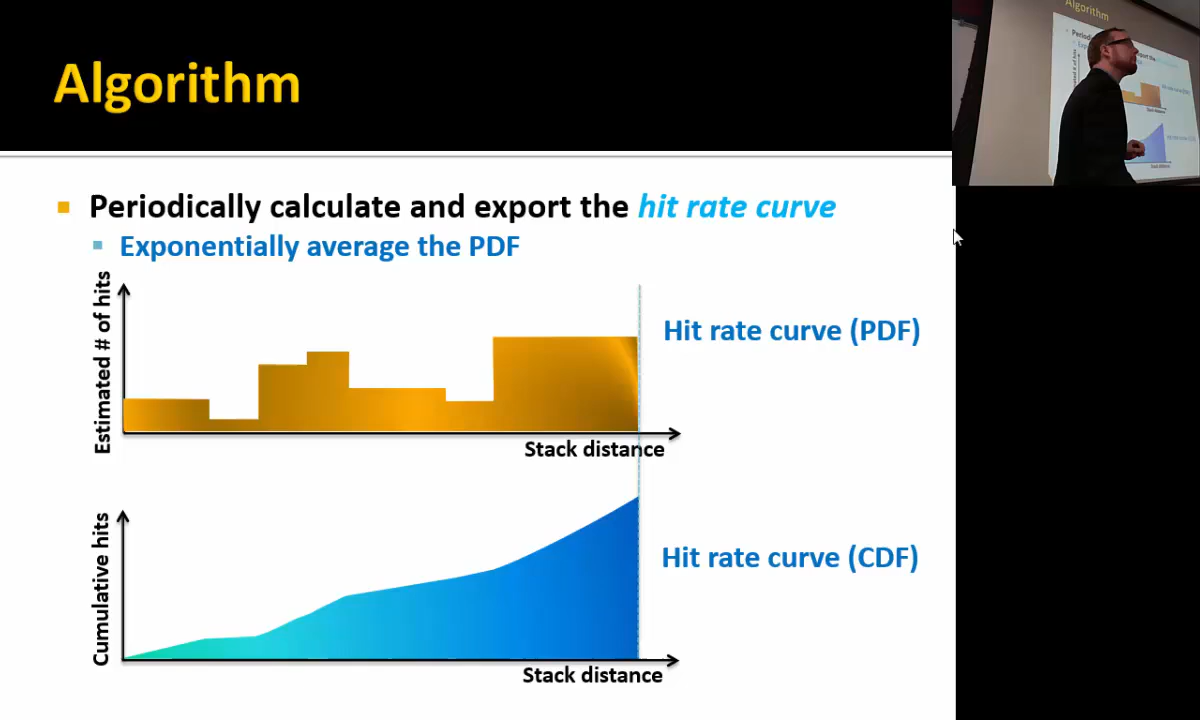 Algorithm
Periodically calculate and export the hit rate curve
Exponentially average the PDF
Estimated # of hits
Hit rate curve (PDF)
Stack distance
Cumulative hits
Hit rate curve (CDF)
Stack distance
Algorithm